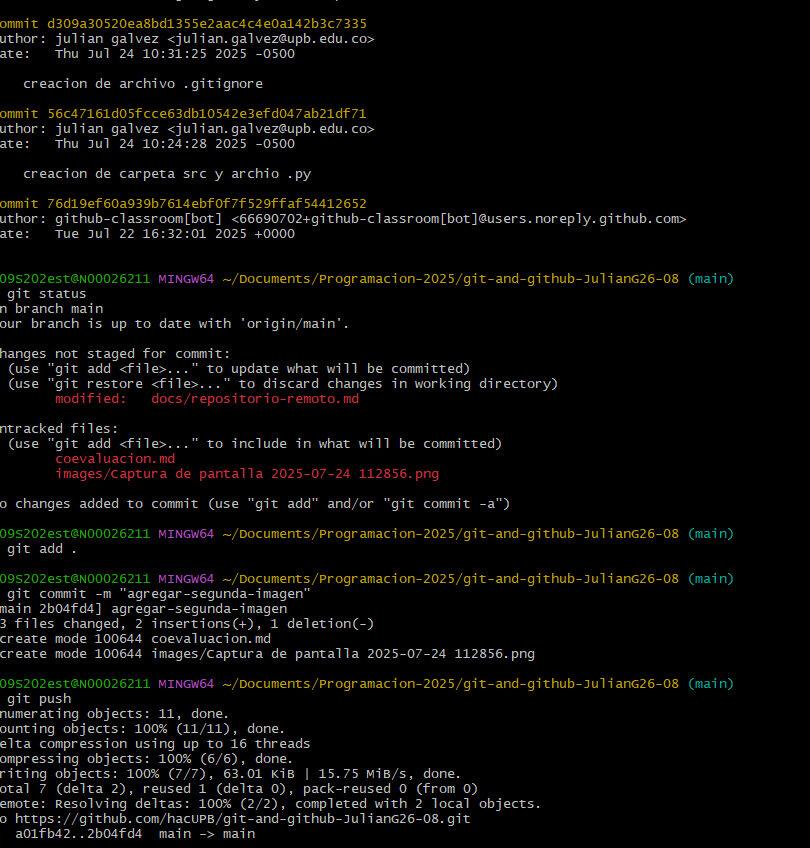 ommit d309a30520ea8bd1355e2aac4c4e0a142b3c7335
uthor: julian galvez <julian.galvez@upb.edu.co>
ate:   Thu Jul 24 10:31:25 2025 -0500
creacion de archivo .gitignore
ommit 56c47161d05fcce63db10542e3efd047ab21df71
uthor: julian galvez <julian.galvez@upb.edu.co>
ate:   Thu Jul 24 10:24:28 2025 -0500
creacion de carpeta src y archio .py
ommit 76d19ef60a939b7614ebf0f7f529ffaf54412652
uthor: github-classroom[bot] <66690702+github-classroom[bot]@users.noreply.github.com>
ate:   Tue Jul 22 16:32:01 2025 +0000
09S202est@N00026211 MINGW64 ~/Documents/Programacion-2025/git-and-github-JulianG26-08 (main)
git status
n branch main
our branch is up to date with 'origin/main'.
hanges not staged for commit:
(use "git add <file>..." to update what will be committed)
(use "git restore <file>..." to discard changes in working directory)
modified:   docs/repositorio-remoto.md
ntracked files:
(use "git add <file>..." to include in what will be committed)
coevaluacion.md
images/Captura de pantalla 2025-07-24 112856.png
o changes added to commit (use "git add" and/or "git commit -a")
09S202est@N00026211 MINGW64 ~/Documents/Programacion-2025/git-and-github-JulianG26-08 (main)
git add .
09S202est@N00026211 MINGW64 ~/Documents/Programacion-2025/git-and-github-JulianG26-08 (main)
git commit -m "agregar-segunda-imagen"
main 2b04fd4] agregar-segunda-imagen
3 files changed, 2 insertions(+), 1 deletion(-)
create mode 100644 coevaluacion.md
create mode 100644 images/Captura de pantalla 2025-07-24 112856.png
09S202est@N00026211 MINGW64 ~/Documents/Programacion-2025/git-and-github-JulianG26-08 (main)
git push
numerating objects: 11, done.
ounting objects: 100% (11/11), done.
elta compression using up to 16 threads
ompressing objects: 100% (6/6), done.
riting objects: 100% (7/7), 63.01 KiB | 15.75 MiB/s, done.
otal 7 (delta 2), reused 1 (delta 0), pack-reused 0 (from 0)
emote: Resolving deltas: 100% (2/2), completed with 2 local objects.
o https://github.com/hacUPB/git-and-github-JulianG26-08.git
a01fb42..2b04fd4  main -> main